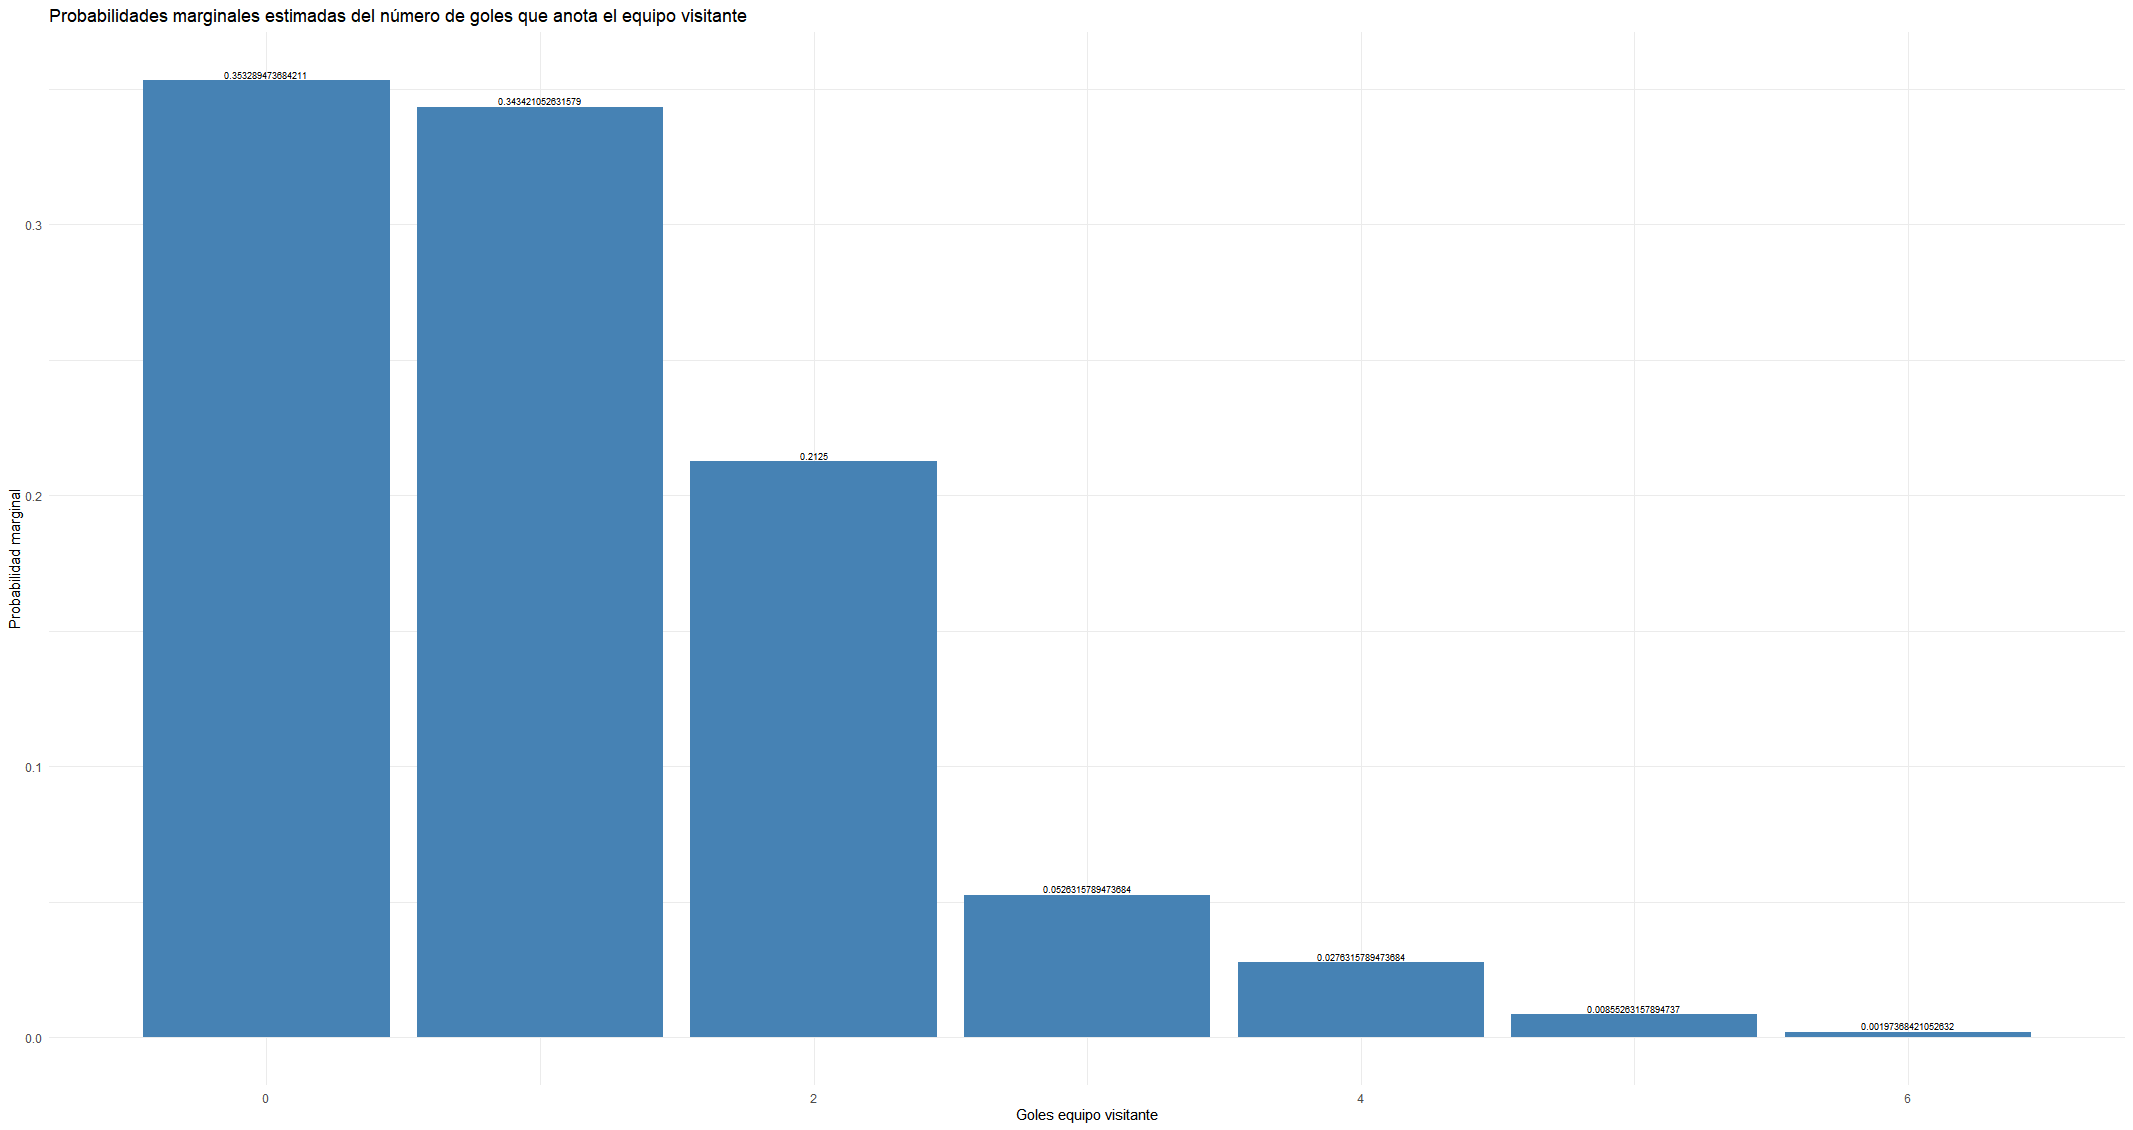 Probabilidades marginales estimadas del número de goles que anota el equipo visitante
0.353289473684211
0.343421052631579
0.3
0.2125
0.2
Probabilidad marginal
0.1
0.0526315789473684
0.0276315789473684
0.00855263157894737
0.00197368421052632
0.0
0 2 4 6
Goles equipo visitante